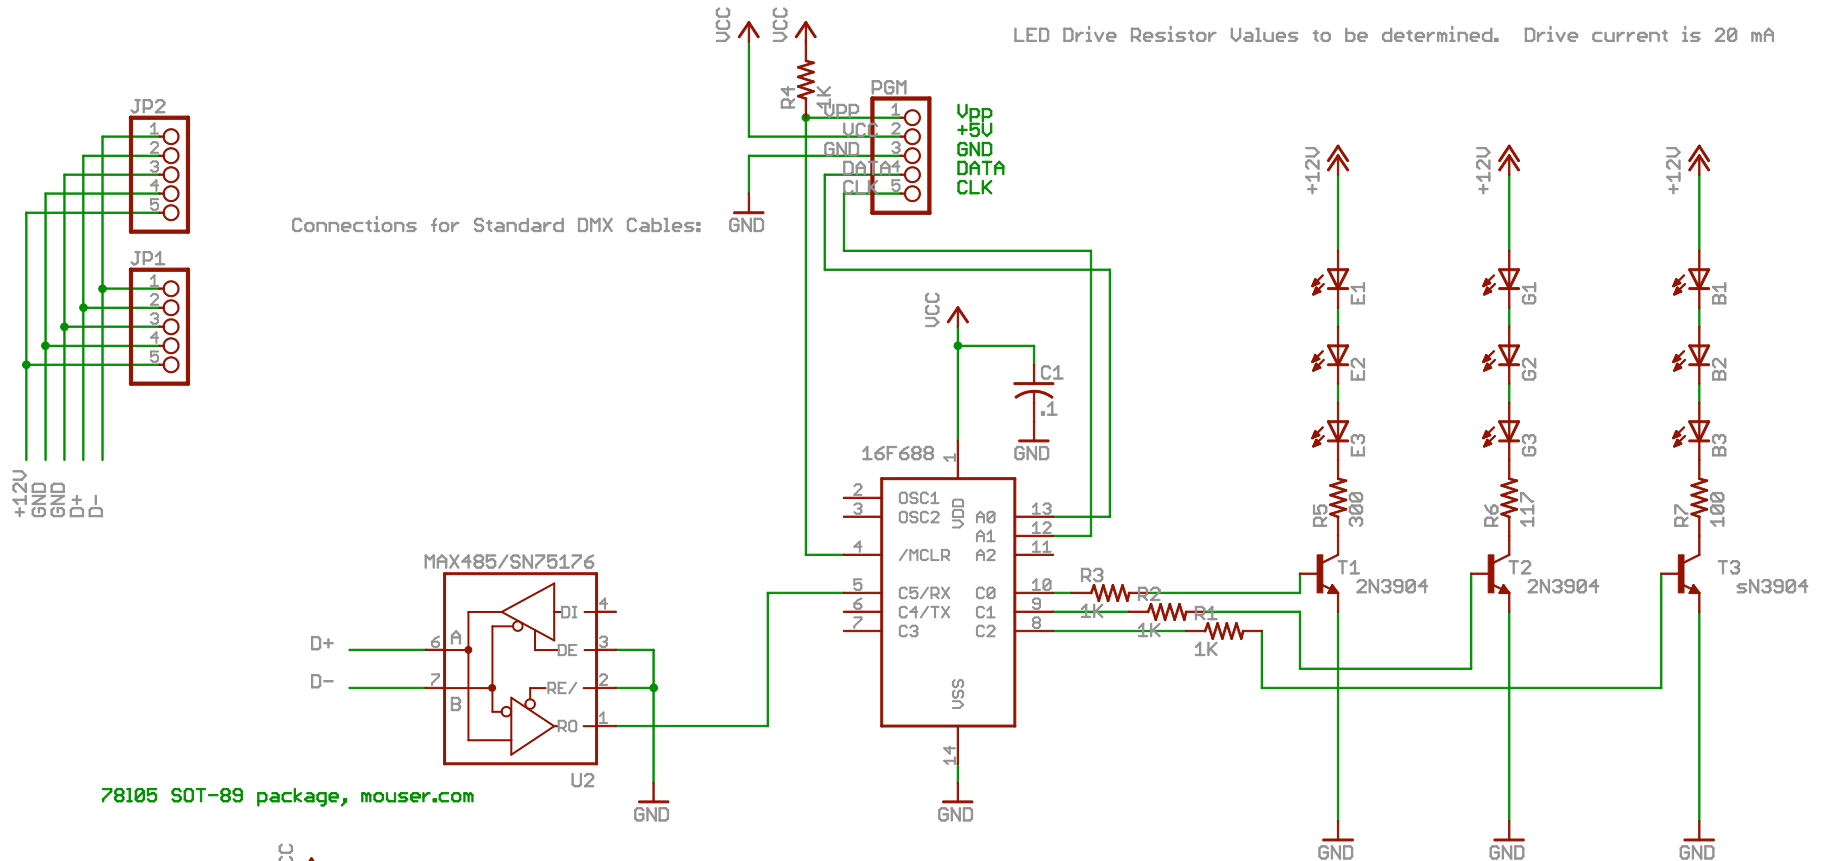 LED Drive Resistor Values to be determined.  Drive current is 20 mA
VCC
VCC
R4
1K
PGM
VPP
1
VCC
2
GND
3
DATA
4
CLK
5
VPP
+5V
GND
DATA
CLK
GND
JP2
1
2
3
4
5
Connections for Standard DMX Cables:
JP1
1
2
3
4
5
+12V
GND
GND
D+
D-
+12V
+12V
+12V
E1
G1
B1
E2
G2
B2
E3
G3
B3
R5
300
R6
117
R7
100
T1
2N3904
T2
2N3904
T3
sN3904
VCC
C1
.1
GND
16F688
1
VDD
2
OSC1
3
OSC2
4
/MCLR
5
C5/RX
6
C4/TX
7
C3
A0
13
A1
12
A2
11
C0
10
C1
9
C2
8
VSS
14
R3
1K
R2
1K
R1
1K
MAX485/SN75176
DI
4
DE
3
RE/
2
RO
1
D+
6
A
D-
7
B
U2
GND
GND
GND
GND
GND
78l05 SOT-89 package, mouser.com